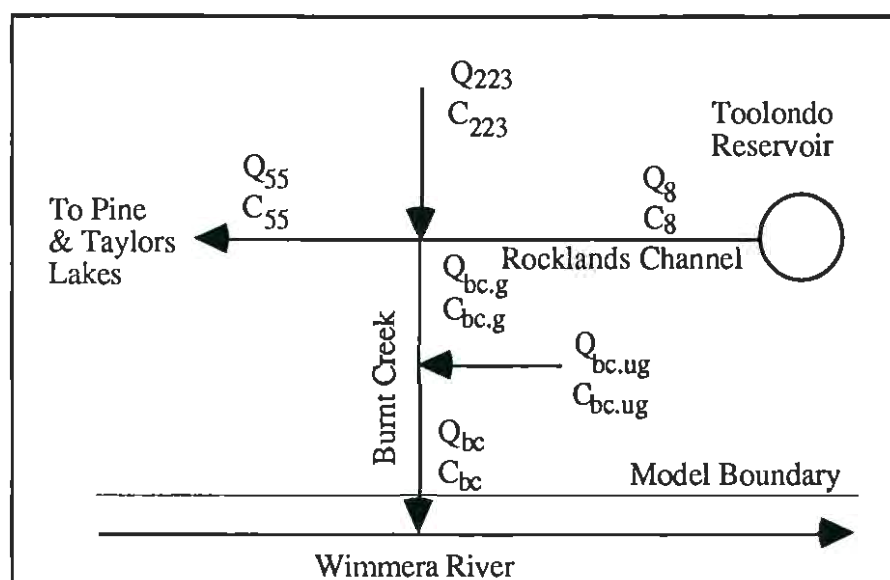 Q223
C223
Toolondo
Reservoir
Q55
C55
Q8
C8
To Pine
& Taylors
Lakes
Rocklands Channel
Qbc.g
Cbc.g
Burnt Creek
Qbc.ug
Cbc.ug
Qbc
Cbc
Model Boundary
Wimmera River